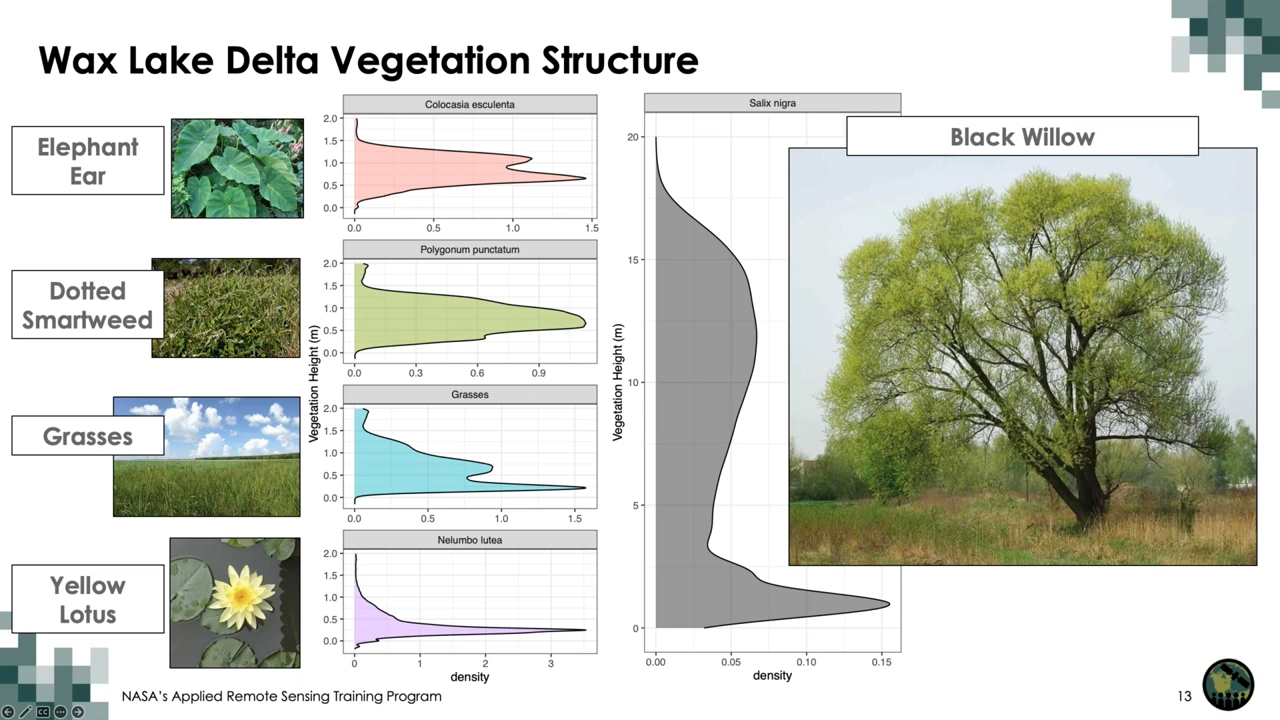 Wax Lake Delta Vegetation Structure
Elephant
Ear
Dotted
Smartweed
Grasses
Yellow
Lotus
Vegetation Height (m)
Colocasia esculenta
2.0
1.5
1.0
0.5
0.0
0.0 0.5 1.0 1.5
Polygonum punctatum
2.0
1.5
1.0
0.5
0.0
0.0 0.3 0.6 0.9
Grasses
2.0
1.5
1.0
0.5
0.0
0.0 0.5 1.0 1.5
Nelumbo lutea
2.0
1.5
1.0
0.5
0.0
0 1 2 3
density
Salix nigra
Vegetation Height (m)
20
15
10
5
0
0.00 0.05 0.10 0.15
density
Black Willow
NASA's Applied Remote Sensing Training Program
13
CC